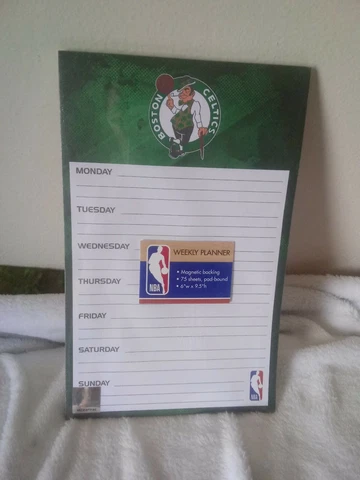 BOSTON CELTICS
MONDAY
TUESDAY
WEDNESDAY
WEEKLY PLANNER
• Magnetic backing
• 75 sheets, pad-bound
• 6"w x 9.5"h
NBA
THURSDAY
FRIDAY
SATURDAY
SUNDAY
NBA